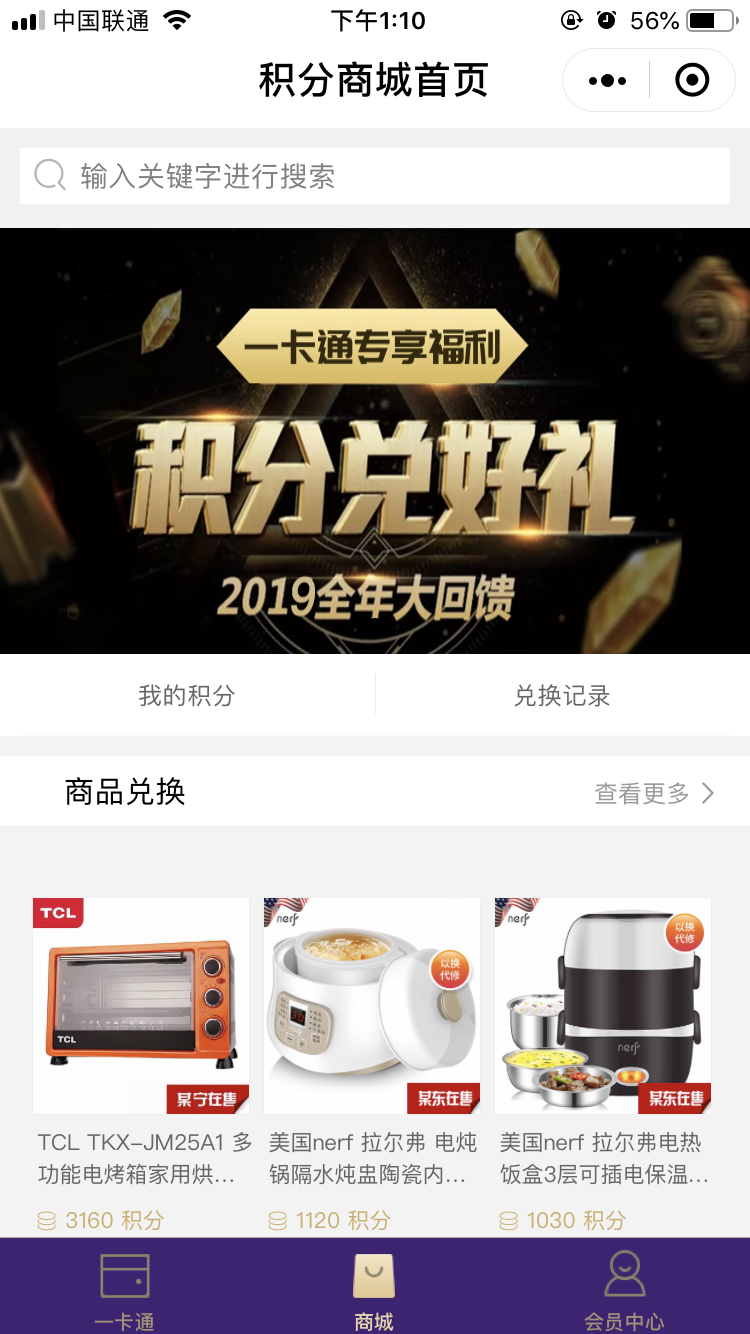 中国联通
下午1:10
56%
积分商城首页
输入关键字进行搜索
一卡通专享福利
积分兑好礼
2019全年大回馈
我的积分
兑换记录
商品兑换
查看更多
TCL
TCL
某宁在售
TCL TKX-JM25A1 多
功能电烤箱家用烘...
3160 积分
nerf
以换
代修
某东在售
美国nerf 拉尔弗 电炖
锅隔水炖盅陶瓷内...
1120 积分
nerf
以换
代修
nerf
某东在售
美国nerf 拉尔弗电热
饭盒3层可插电保温...
1030 积分
一卡通
商城
会员中心